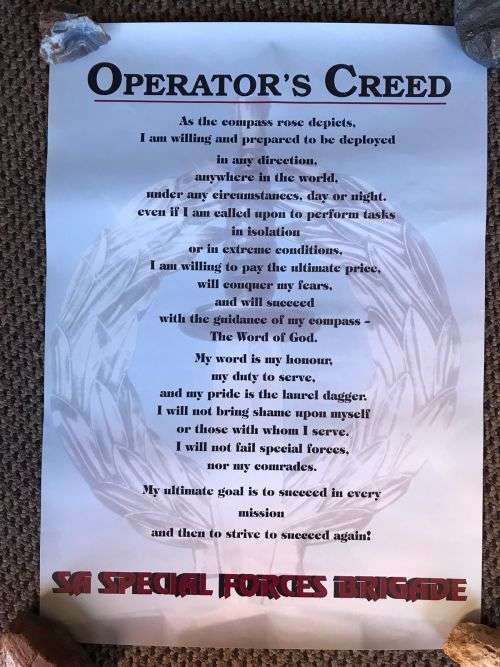 OPERATOR'S CREED
As the compass rose depicts,
I am willing and prepared to be deployed
in any direction,
anywhere in the world,
under any circumstances, day or night,
even if I am called upon to perform tasks
in isolation
or in extreme conditions.
I am willing to pay the ultimate price,
will conquer my fears,
and will succeed
with the guidance of my compass –
The Word of God.
My word is my honour,
my duty to serve,
and my pride is the laurel dagger.
I will not bring shame upon myself
or those with whom I serve.
I will not fail special forces,
nor my comrades.
My ultimate goal is to succeed in every
mission
and then to strive to succeed again!
SA SPECIAL FORCES BRIGADE